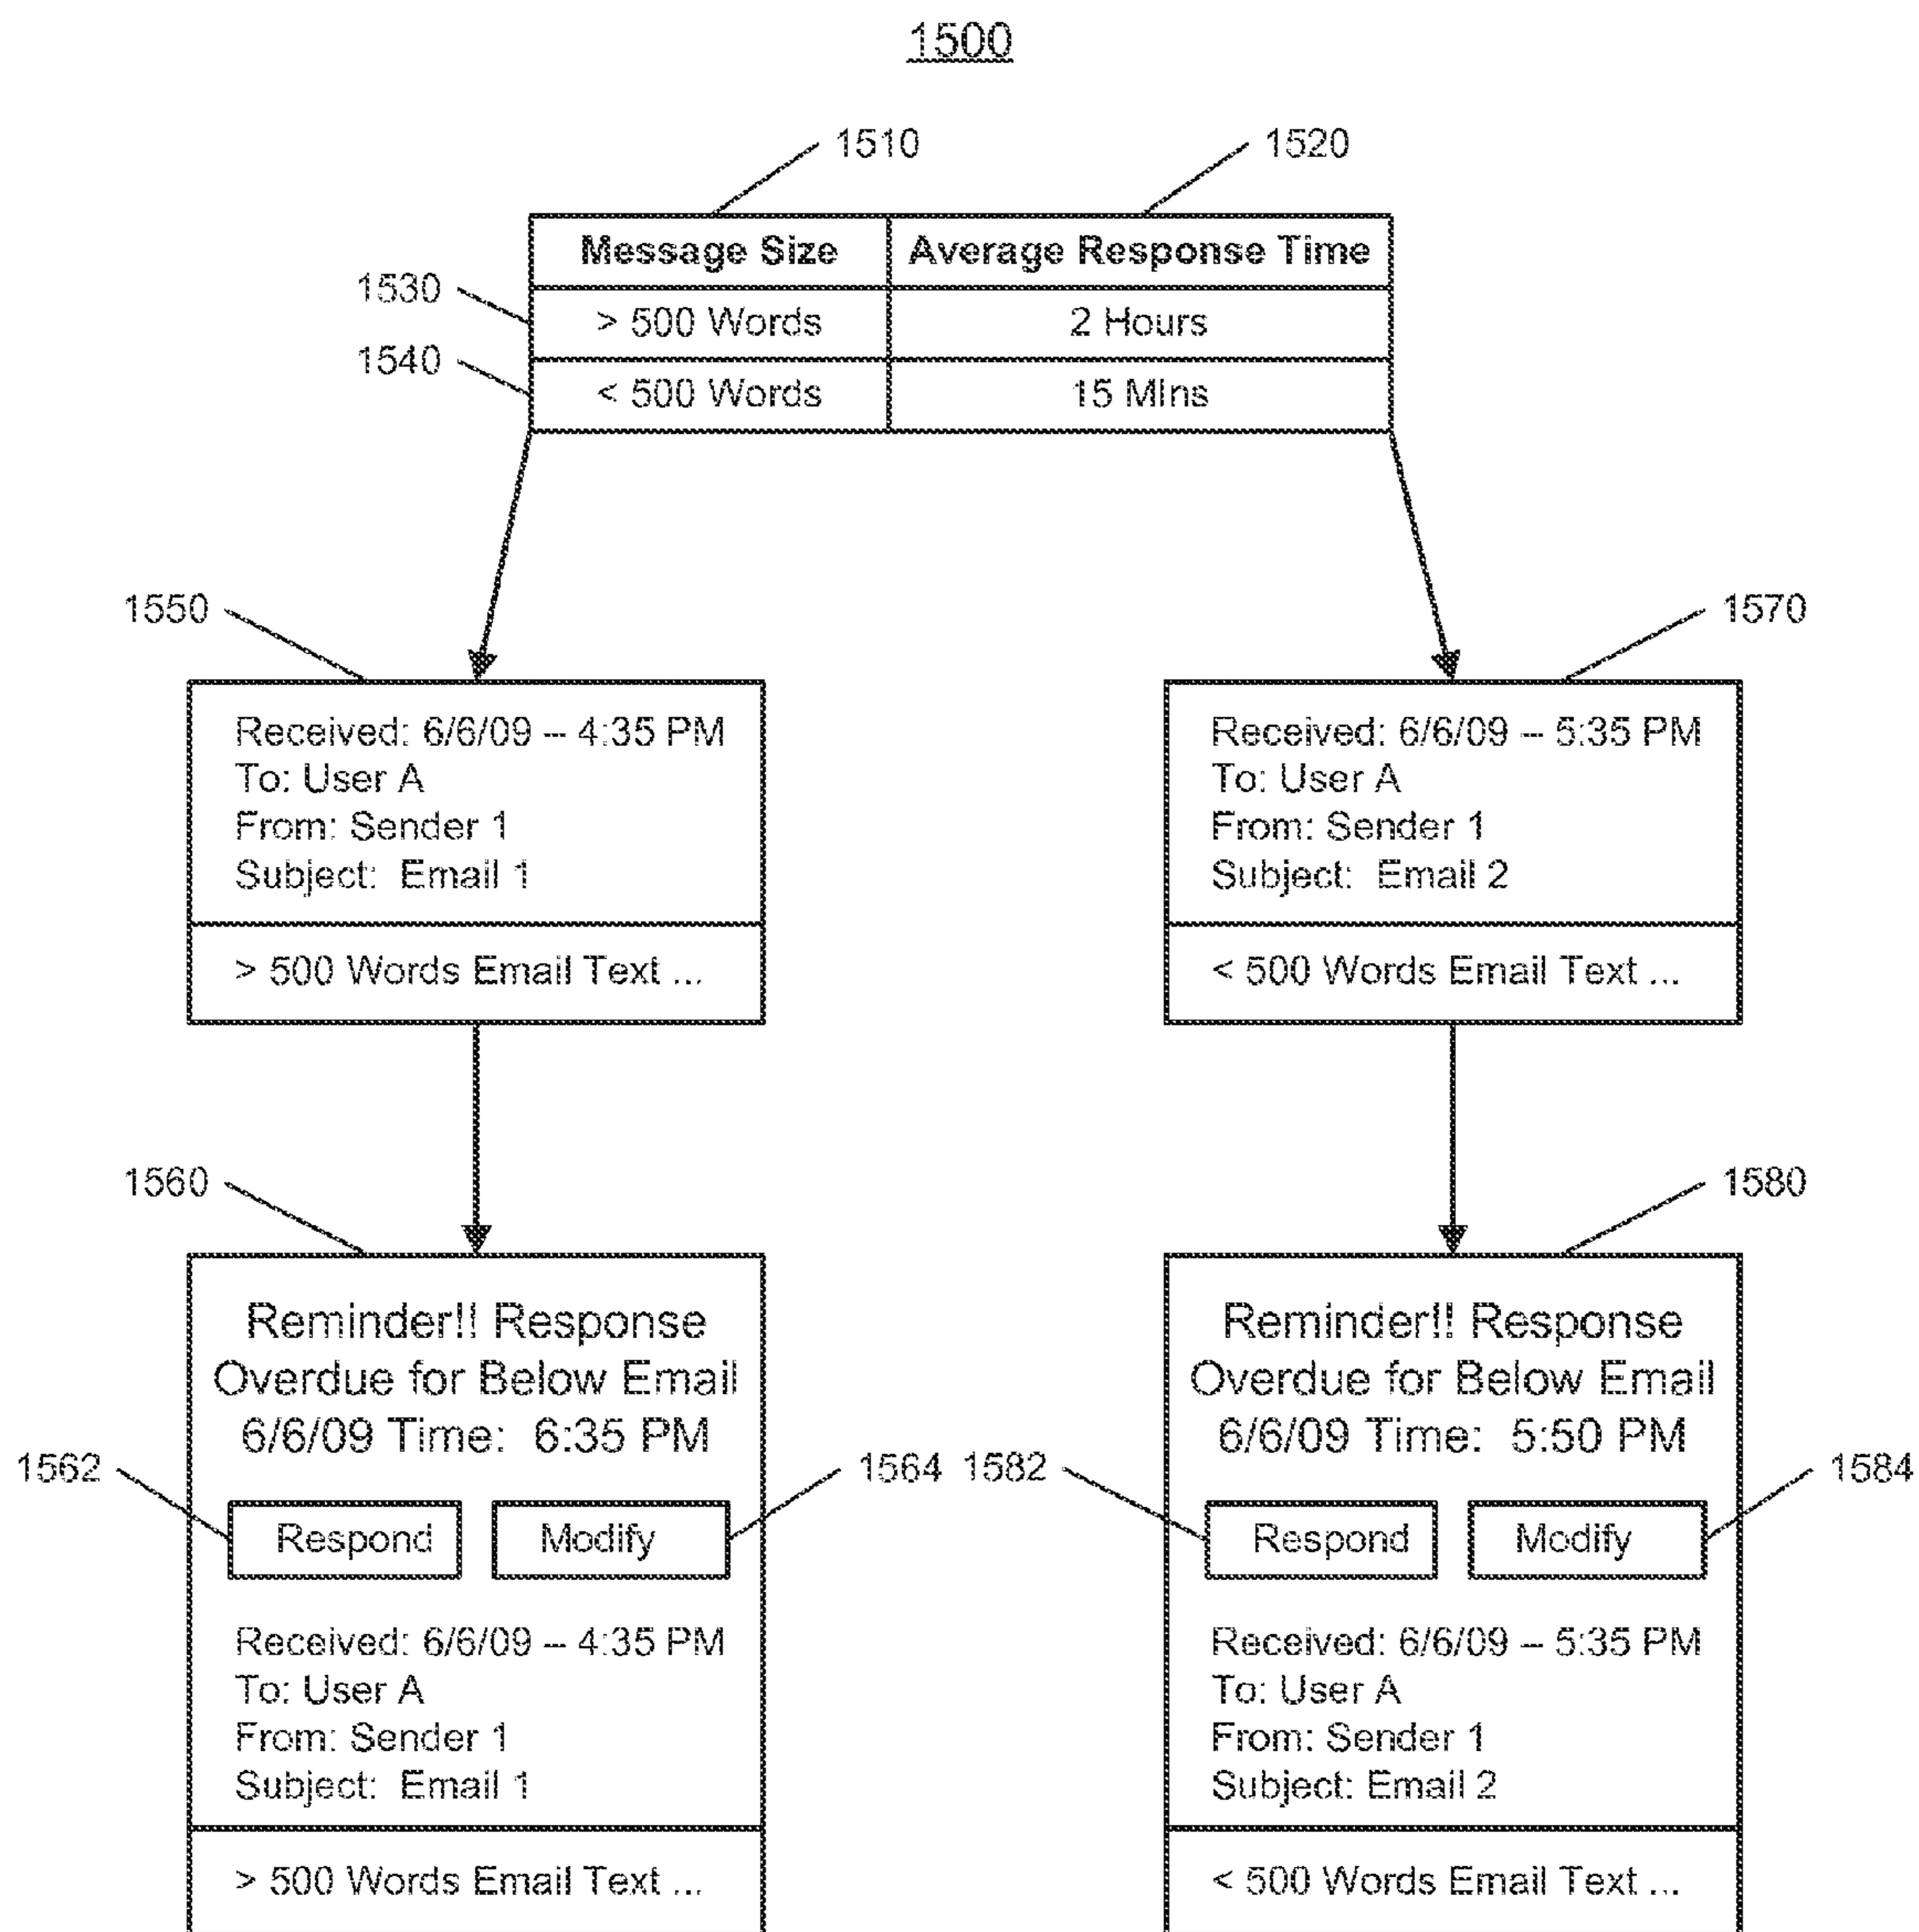 1500
1510
1520
Message Size
Average Response Time
1530
> 500 Words
2 Hours
1540
< 500 Words
15 MIns
1550
Received: 6/6/09 – 4:35 PM
To: User A
From: Sender 1
Subject: Email 1
> 500 Words Email Text ...
1570
Received: 6/6/09 – 5:35 PM
To: User A
From: Sender 1
Subject: Email 2
< 500 Words Email Text ...
1560
Reminder!! Response
Overdue for Below Email
6/6/09 Time: 6:35 PM
1562
Respond
Modify
1564
Received: 6/6/09 – 4:35 PM
To: User A
From: Sender 1
Subject: Email 1
> 500 Words Email Text ...
1580
Reminder!! Response
Overdue for Below Email
6/6/09 Time: 5:50 PM
1582
Respond
Modify
1584
Received: 6/6/09 – 5:35 PM
To: User A
From: Sender 1
Subject: Email 2
< 500 Words Email Text ...